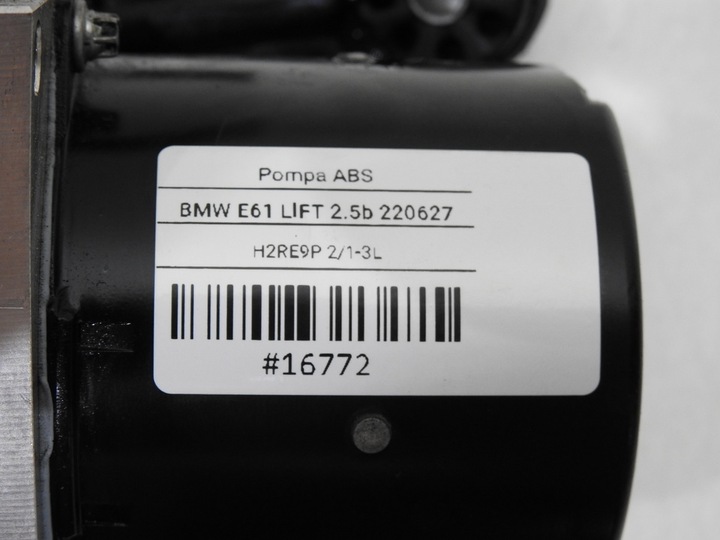 Pompa ABS
BMW E61 LIFT 2.5b 220627
H2RE9P 2/1-3L
#16772